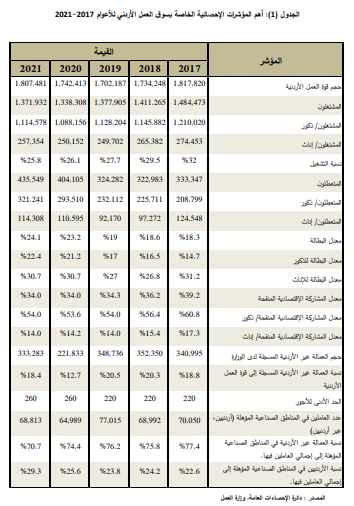 الجدول (1): أهم المؤشرات الإحصائية الخاصة بسوق العمل الأردني للأعوام 2017-2021
المؤشر القيمة
2017 2018 2019 2020 2021
حجم قوة العمل الأردنية 1,817,820 1,734,248 1,702,187 1,742,413 1,807,481
المشتغلون 1,484,473 1,411,265 1,377,905 1,338,308 1,371,932
المشتغلون/ ذكور 1,210,020 1,145,882 1,128,204 1,088,156 1,114,578
المشتغلون/ إناث 274,453 265,382 249,702 250,152 257,354
نسبة التشغيل %32 %29.5 %27.7 %26.1 %25.8
المتعطلون 333,347 322,983 324,282 404,105 435,549
المتعطلون/ ذكور 208,799 225,711 232,112 293,510 321,241
المتعطلون/ إناث 124,548 97,272 92,170 110,595 114,308
معدل البطالة %18.3 %18.6 %19 %23.2 %24.1
معدل البطالة للذكور %14.7 %16.5 %17 %21.2 %22.4
معدل البطالة للإناث %31.2 %26.8 %27 %30.7 %30.7
معدل المشاركة الإقتصادية المنقحة %39.2 %36.2 %34.3 %34.0 %34.0
معدل المشاركة الإقتصادية المنقحة/ ذكور %60.8 %56.4 %54.0 %53.6 %54.0
معدل المشاركة الإقتصادية المنقحة/ إناث %17.3 %15.4 %14.0 %14.2 %14.0
حجم العمالة غير الأردنية المسجلة لدى الوزارة 340,995 352,350 348,736 221,833 333,283
نسبة العمالة غير الأردنية المسجلة إلى قوة العمل %18.8 %20.3 %20.5 %12.7 %18.4
الأردنية
الحد الأدنى للأجور 220 220 220 260 260
عدد العاملين في المناطق الصناعية المؤهلة (أردنيين، 70,050 68,992 77,015 64,989 68,813
غير أردنيين)
نسبة العمالة غير الأردنية في المناطق الصناعية %77.4 %75.8 %76.2 %74.4 %70.7
المؤهلة إلى إجمالي العاملين فيها.
نسبة الأردنيين في المناطق الصناعية المؤهلة إلى %22.6 %24.2 %23.8 %25.6 %29.3
إجمالي العاملين فيها.
المصدر : دائرة الإحصاءات العامة، وزارة العمل